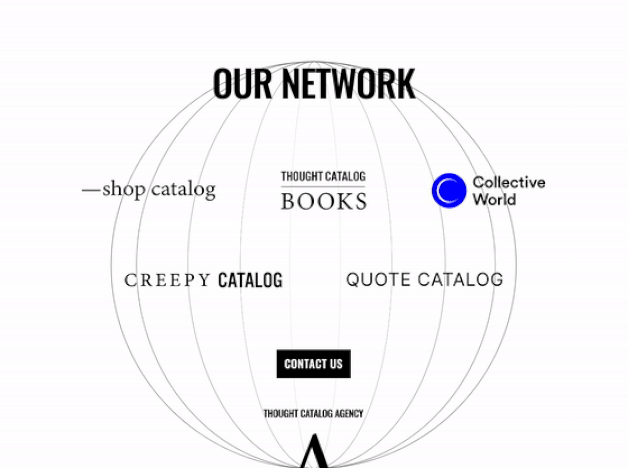 OUR NETWORK
—shop catalog
THOUGHT CATALOG
BOOKS
Collective
World
CREEPY CATALOG
QUOTE CATALOG
CONTACT US
THOUGHT CATALOG AGENCY